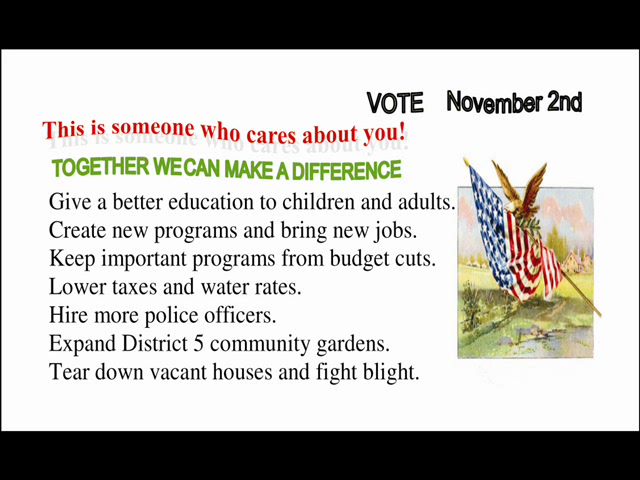 VOTE November 2nd
This is someone who cares about you!
TOGETHER WE CAN MAKE A DIFFERENCE
Give a better education to children and adults.
Create new programs and bring new jobs.
Keep important programs from budget cuts.
Lower taxes and water rates.
Hire more police officers.
Expand District 5 community gardens.
Tear down vacant houses and fight blight.